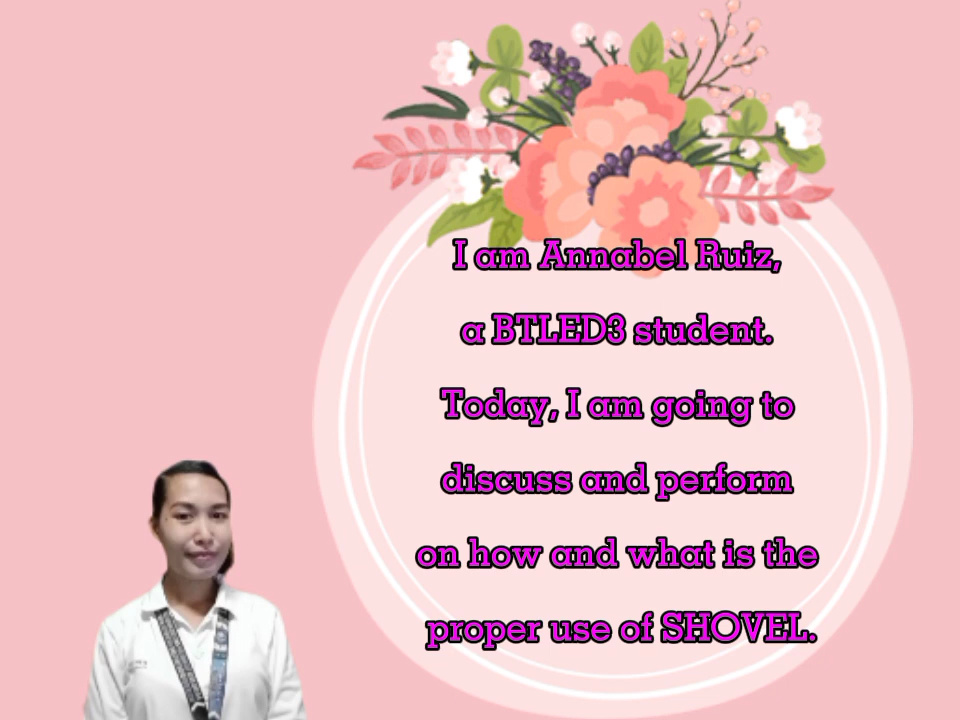 I am Annabel Ruiz,
a BTLED3 student.
Today, I am going to
discuss and perform
on how and what is the
proper use of SHOVEL.